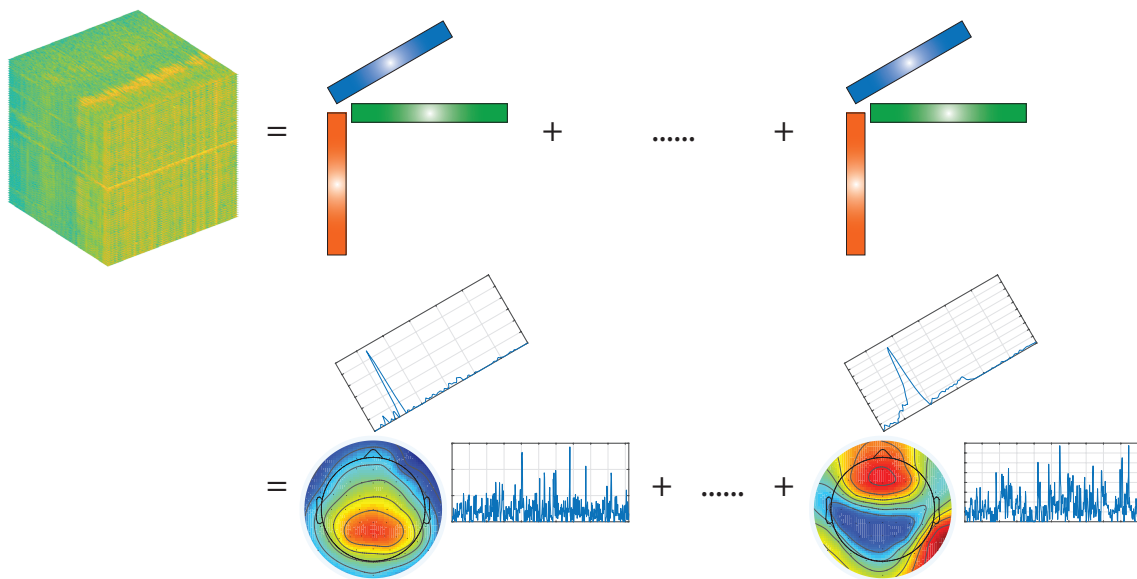 = + ...... +
= + ...... +